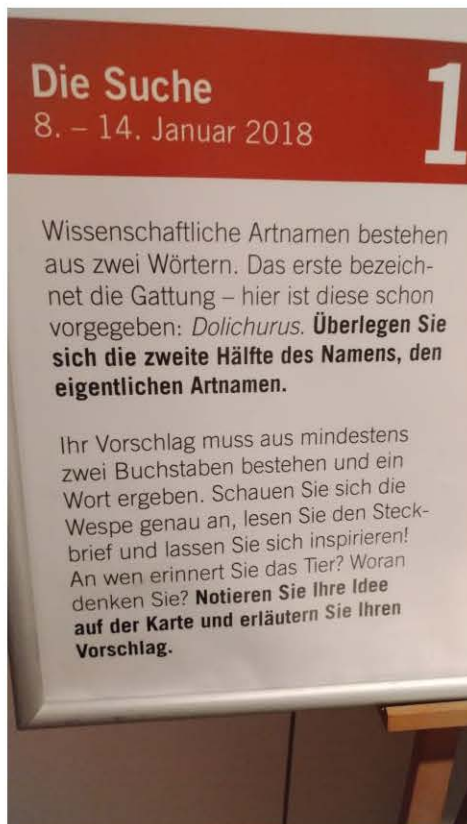 Die Suche
8. – 14. Januar 2018
1
Wissenschaftliche Artnamen bestehen
aus zwei Wörtern. Das erste bezeich-
net die Gattung – hier ist diese schon
vorgegeben: Dolichurus. Überlegen Sie
sich die zweite Hälfte des Namens, den
eigentlichen Artnamen.
Ihr Vorschlag muss aus mindestens
zwei Buchstaben bestehen und ein
Wort ergeben. Schauen Sie sich die
Wespe genau an, lesen Sie den Steck-
brief und lassen Sie sich inspirieren!
An wen erinnert Sie das Tier? Woran
denken Sie? Notieren Sie Ihre Idee
auf der Karte und erläutern Sie Ihren
Vorschlag.